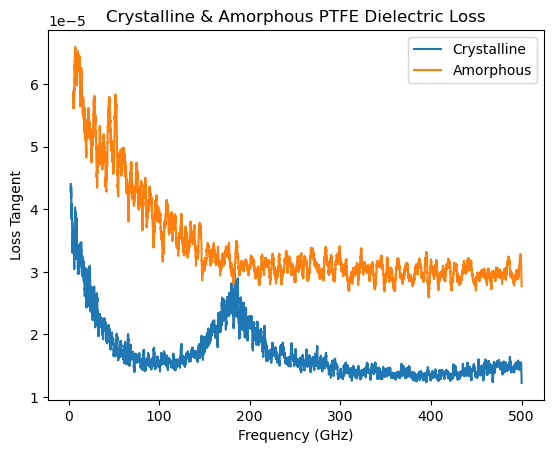 Crystalline & Amorphous PTFE Dielectric Loss
1e−5
Crystalline
Amorphous
6
5
4
3
2
1
Loss Tangent
0 100 200 300 400 500
Frequency (GHz)